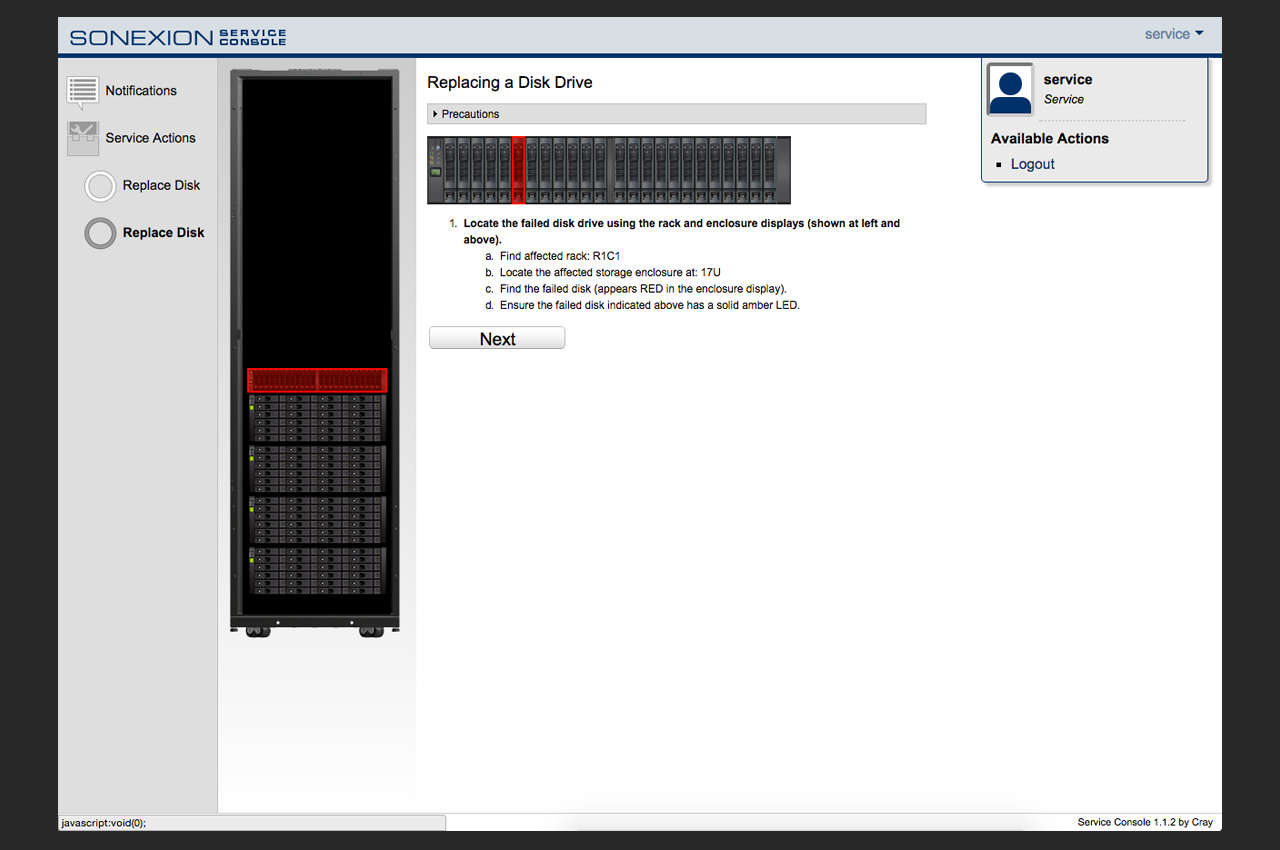 SONEXION SERVICE CONSOLE
service
Notifications
Service Actions
Replace Disk
Replace Disk
Replacing a Disk Drive
Precautions
1. Locate the failed disk drive using the rack and enclosure displays (shown at left and
above).
a. Find affected rack: R1C1
b. Locate the affected storage enclosure at: 17U
c. Find the failed disk (appears RED in the enclosure display).
d. Ensure the failed disk indicated above has a solid amber LED.
Next
service
Service
Available Actions
Logout
javascript:void(0);
Service Console 1.1.2 by Cray